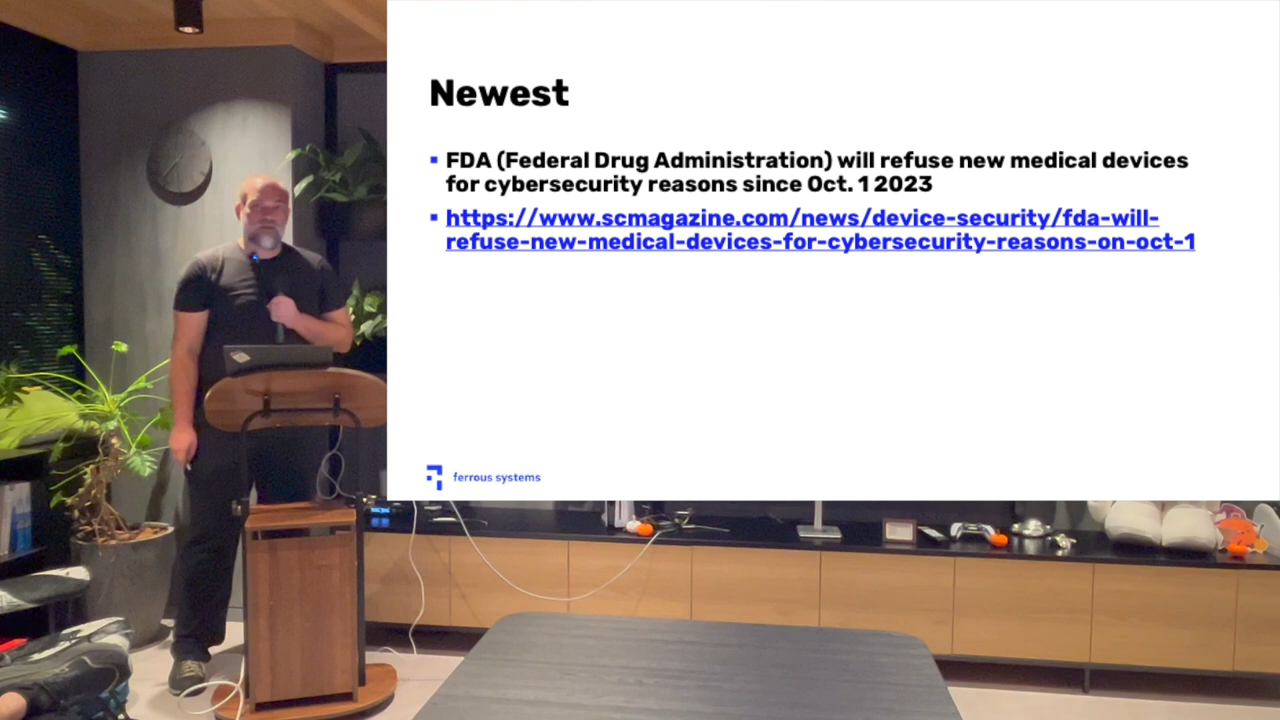 Newest
FDA (Federal Drug Administration) will refuse new medical devices
for cybersecurity reasons since Oct. 1 2023
https://www.scmagazine.com/news/device-security/fda-will-
refuse-new-medical-devices-for-cybersecurity-reasons-on-oct-1
ferrous systems